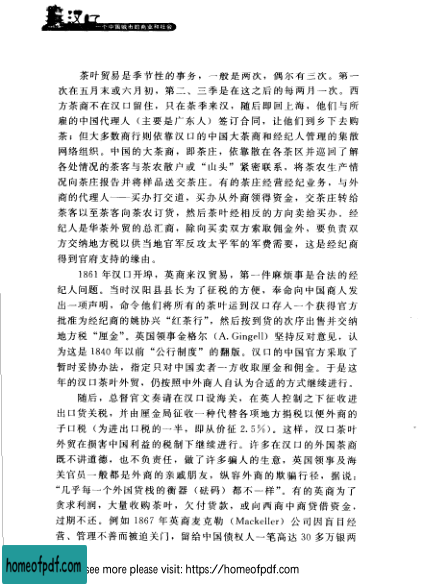 汉口
一个中国城市的商业和社会
茶叶贸易是季节性的事务，一般是两次，偶尔有三次。第一
次在五月末或六月初，第二、三季是在这之后的每两月一次。西
方茶商不在汉口留住，只在茶季来汉，随后即回上海，他们与所
雇的中国代理人（主要是广东人）签订合同，让他们到乡下去购
茶；但大多数商行则依靠汉口的中国大茶商和经纪人管理的集散
网络组织。中国的大茶商，即茶庄，依靠散在各茶区并巡回了解
各处情况的茶客与茶农散户或“山头”紧密联系，将茶农生产情
况向茶庄报告并将样品送交茶庄。有的茶庄经营经纪业务，与外
商的代理人——买办打交道，买办从外商领得资金，交茶庄转给
茶客以至茶客向茶农订货，然后茶叶经相反的方向卖给买办。经
纪人是华茶外贸的总汇商，除向买卖双方索取佣金外，要负责双
方交纳地方税以供当地官军反攻太平军的军费需要，这是经纪商
得到官府支持的缘由。
1861年汉口开埠，英商来汉贸易，第一件麻烦事是合法的经
纪人问题。当时汉阳县县长为了征税的方便，奉命向中国商人发
出一项声明，命令他们将所有的茶叶运到汉口存入一个获得官方
批准为经纪商的姚协兴“红茶行”，然后按到货的次序出售并交纳
地方税“厘金”。英国领事金格尔（A. Gingell）坚持反对意见，认
为这是1840年以前“公行制度”的翻版。汉口的中国官方采取了
暂时妥协办法，指定只对中国卖者一方收取厘金和佣金。于是这
年的汉口茶叶外贸，仍按照中外商人自认为合适的方式继续进行。
随后，总督官文奏请在汉口设海关，在英人控制之下征收进
出口货关税，并由厘金局征收一种代替各项地方捐税以便外商的
子口税（为进出口税的一半，即从价征2.5%）。这样，汉口茶叶
外贸在损害中国利益的税制下继续进行。许多在汉口的外国茶商
既不讲道德，也不负责任，做了许多骗人的生意，英国领事及海
关官员一般都是外商的亲戚朋友，纵容外商的欺骗行径，据说：
“几乎每一个外国货栈的衡器（砝码）都不一样”。有的英商为了
贪求利润，大量收购茶叶，欠付货款，或向西商中商贷借资金，
过期不还。例如1867年英商麦克勒（Mackeller）公司因盲目经
营、管理不善而被迫关门，留给中国债权人一笔高达30多万银两
homeofpdf.com
see more please visit: https://homeofpdf.com